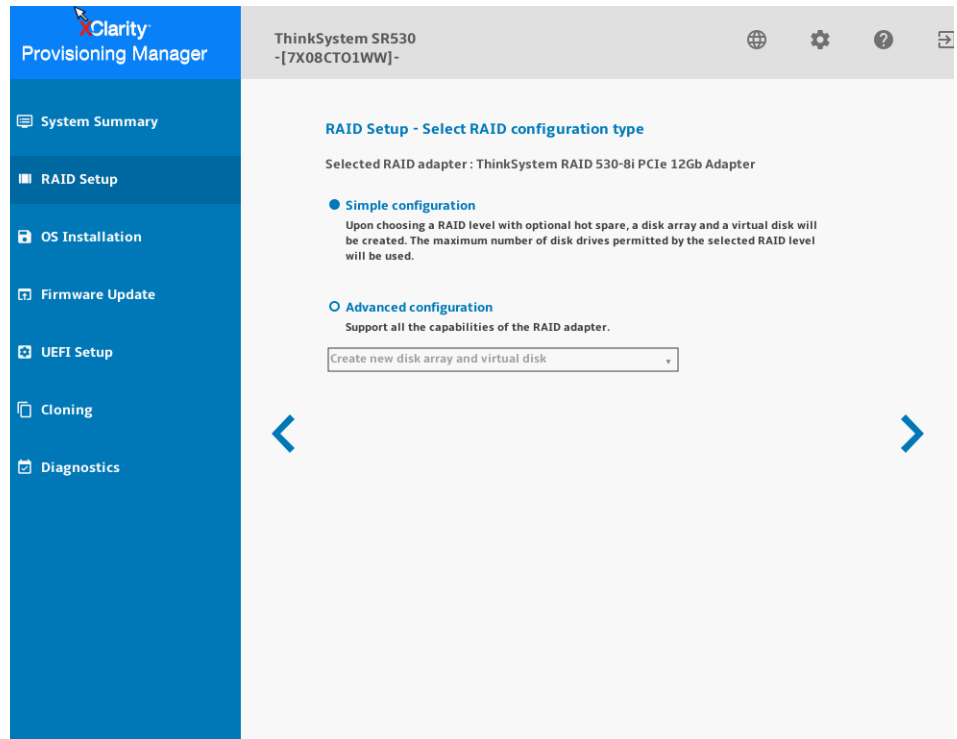 XClarity
Provisioning Manager
ThinkSystem SR530
-[7X08CTO1WW]-
System Summary
RAID Setup
OS Installation
Firmware Update
UEFI Setup
Cloning
Diagnostics
RAID Setup - Select RAID configuration type
Selected RAID adapter : ThinkSystem RAID 530-8i PCIe 12Gb Adapter
Simple configuration
Upon choosing a RAID level with optional hot spare, a disk array and a virtual disk will
be created. The maximum number of disk drives permitted by the selected RAID level
will be used.
Advanced configuration
Support all the capabilities of the RAID adapter.
Create new disk array and virtual disk